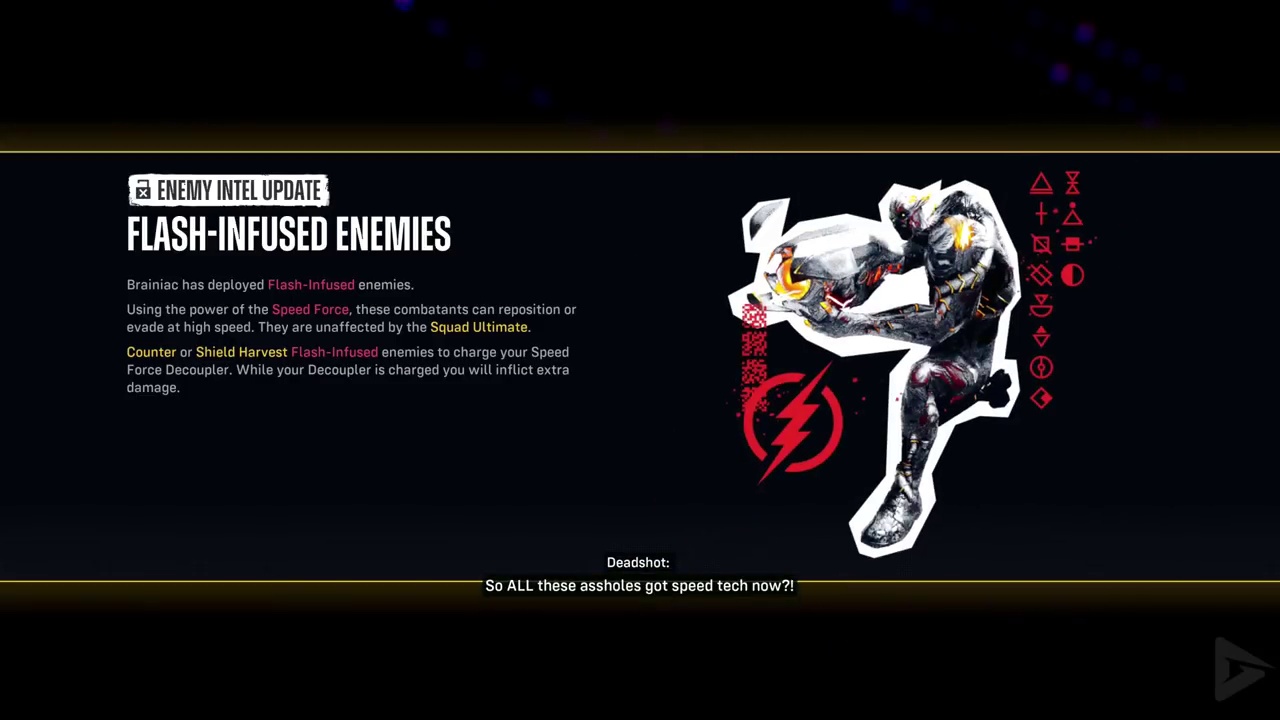 ENEMY INTEL UPDATE
FLASH-INFUSED ENEMIES
Brainiac has deployed Flash-Infused enemies.
Using the power of the Speed Force, these combatants can reposition or
evade at high speed. They are unaffected by the Squad Ultimate.
Counter or Shield Harvest Flash-Infused enemies to charge your Speed
Force Decoupler. While your Decoupler is charged you will inflict extra
damage.
Deadshot:
So ALL these assholes got speed tech now?!